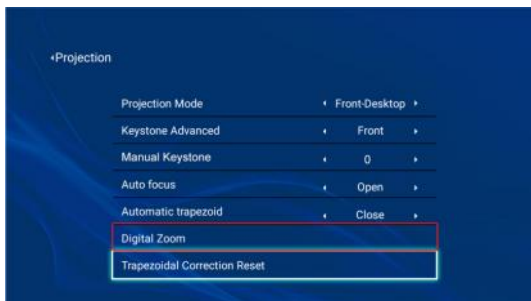 Projection
Projection Mode Front-Desktop
Keystone Advanced Front
Manual Keystone 0
Auto focus Open
Automatic trapezoid Close
Digital Zoom
Trapezoidal Correction Reset